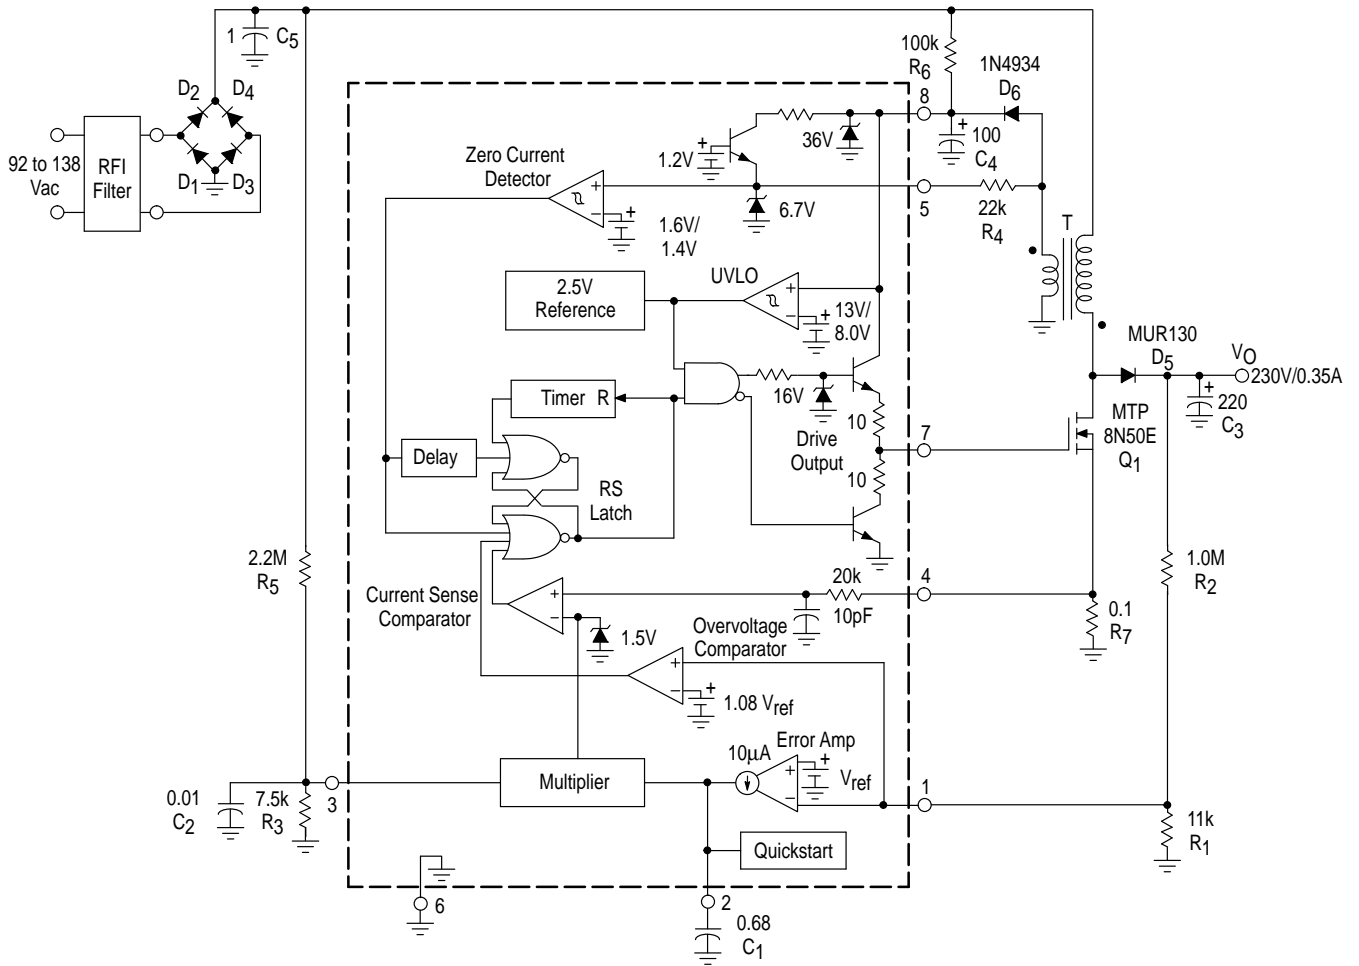 1
C5
100k
R6
1N4934
D6
D2
D4
D1
D3
92 to 138
Vac
RFI
Filter
8
36V
+
100
C4
1.2V
+
Zero Current
Detector
+
−
+
1.6V/
1.4V
6.7V
5
22k
R4
T
2.5V
Reference
UVLO
+
−
+
13V/
8.0V
MUR130
D5
VO
230V/0.35A
+
220
C3
Timer R
16V
10
Drive
Output
7
MTP
8N50E
Q1
Delay
10
RS
Latch
2.2M
R5
20k
4
10pF
1.0M
R2
Current Sense
Comparator
+
−
1.5V
0.1
R7
Overvoltage
Comparator
+
−
+
1.08 Vref
10μA
Error Amp
+
−
+
Vref
Multiplier
1
0.01
C2
7.5k
R3
3
11k
R1
Quickstart
6
2
0.68
C1